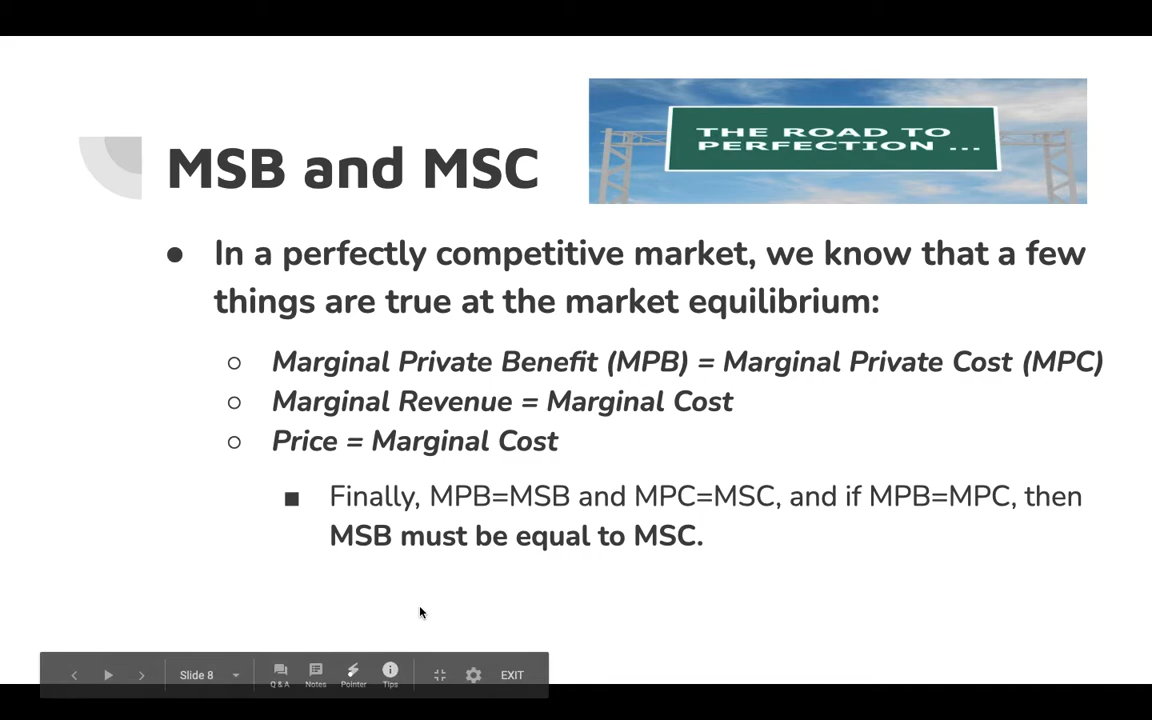 THE ROAD TO
PERFECTION ...
MSB and MSC
● In a perfectly competitive market, we know that a few
things are true at the market equilibrium:
○ Marginal Private Benefit (MPB) = Marginal Private Cost (MPC)
○ Marginal Revenue = Marginal Cost
○ Price = Marginal Cost
■ Finally, MPB=MSB and MPC=MSC, and if MPB=MPC, then
MSB must be equal to MSC.
Slide 8
Q & A
Notes
Pointer
Tips
EXIT